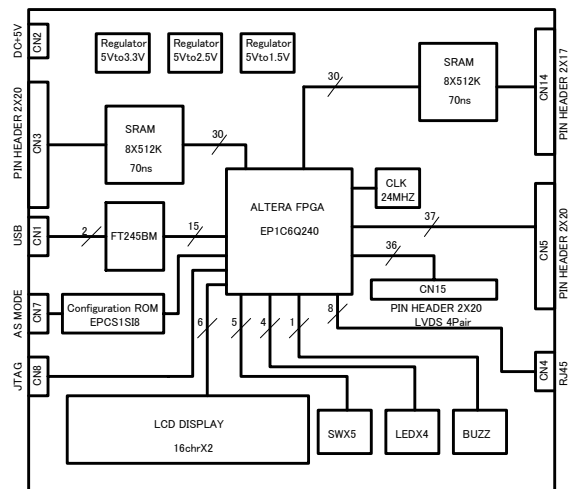 DC+5V
CN2
Regulator
5Vto3.3V
Regulator
5Vto2.5V
Regulator
5Vto1.5V
PIN HEADER 2X20
CN3
SRAM
8X512K
70ns
30
30
SRAM
8X512K
70ns
CN14
PIN HEADER 2X17
ALTERA FPGA
EP1C6Q240
CLK
24MHZ
USB
CN1
2
FT245BM
15
37
CN5
PIN HEADER 2X20
36
CN15
PIN HEADER 2X20
LVDS 4Pair
AS MODE
CN7
Configuration ROM
EPCS1SI8
6
5
4
1
8
JTAG
CN8
CN4
RJ45
LCD DISPLAY
16chrX2
SWX5
LEDX4
BUZZ